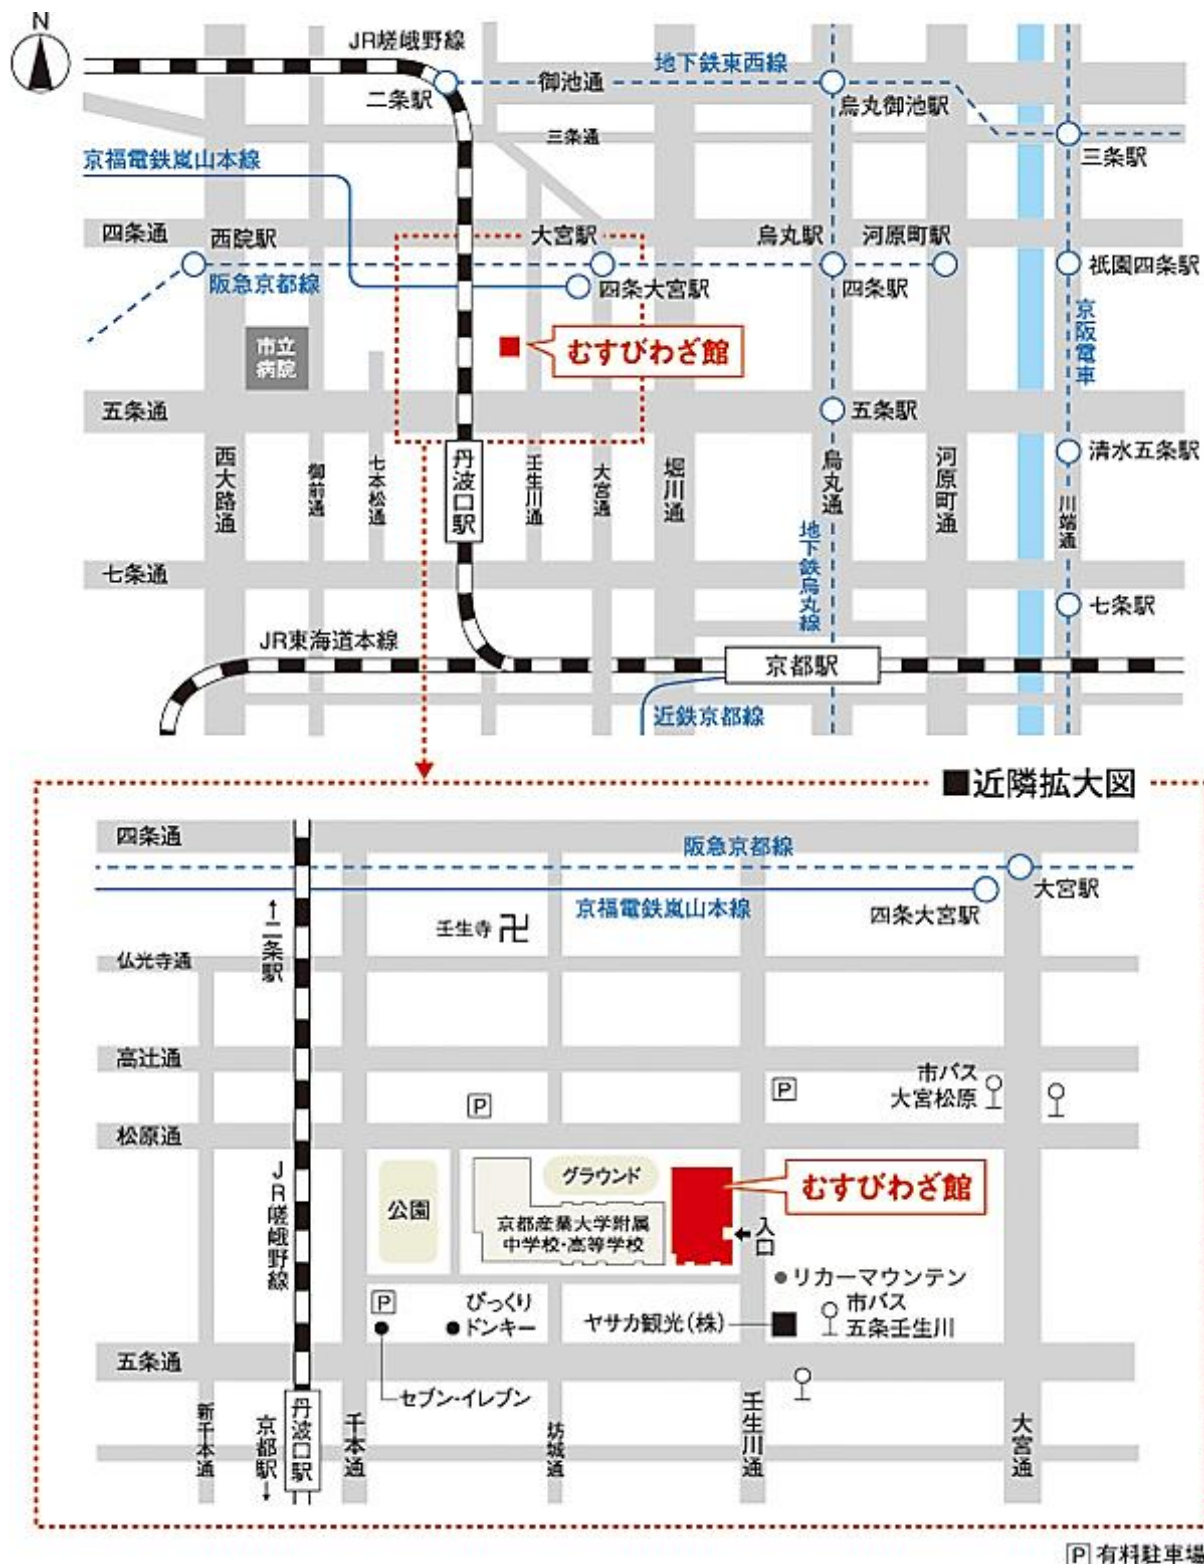 N
JR嵯峨野線
二条駅
御池通
地下鉄東西線
烏丸御池駅
三条通
三条駅
京福電鉄嵐山本線
四条通
西院駅
大宮駅
烏丸駅
河原町駅
阪急京都線
四条大宮駅
四条駅
祇園四条駅
京阪電車
市立
病院
むすびわざ館
五条通
五条駅
清水五条駅
西大路通
御前通
七本松通
丹波口駅
壬生川通
大宮通
堀川通
烏丸通
河原町通
川端通
地下鉄烏丸線
七条通
七条駅
JR東海道本線
京都駅
近鉄京都線
■近隣拡大図
四条通
阪急京都線
大宮駅
京福電鉄嵐山本線
四条大宮駅
↑二条駅
壬生寺 卍
仏光寺通
高辻通
市バス
大宮松原
P
P
松原通
JR嵯峨野線
公園
グラウンド
京都産業大学附属
中学校・高等学校
むすびわざ館
←入口
リカーマウンテン
P
びっくり
ドンキー
ヤサカ観光(株)
市バス
五条壬生川
五条通
セブン-イレブン
新千本通
京都駅↓
丹波口駅
千本通
坊城通
壬生川通
大宮通
P 有料駐車場